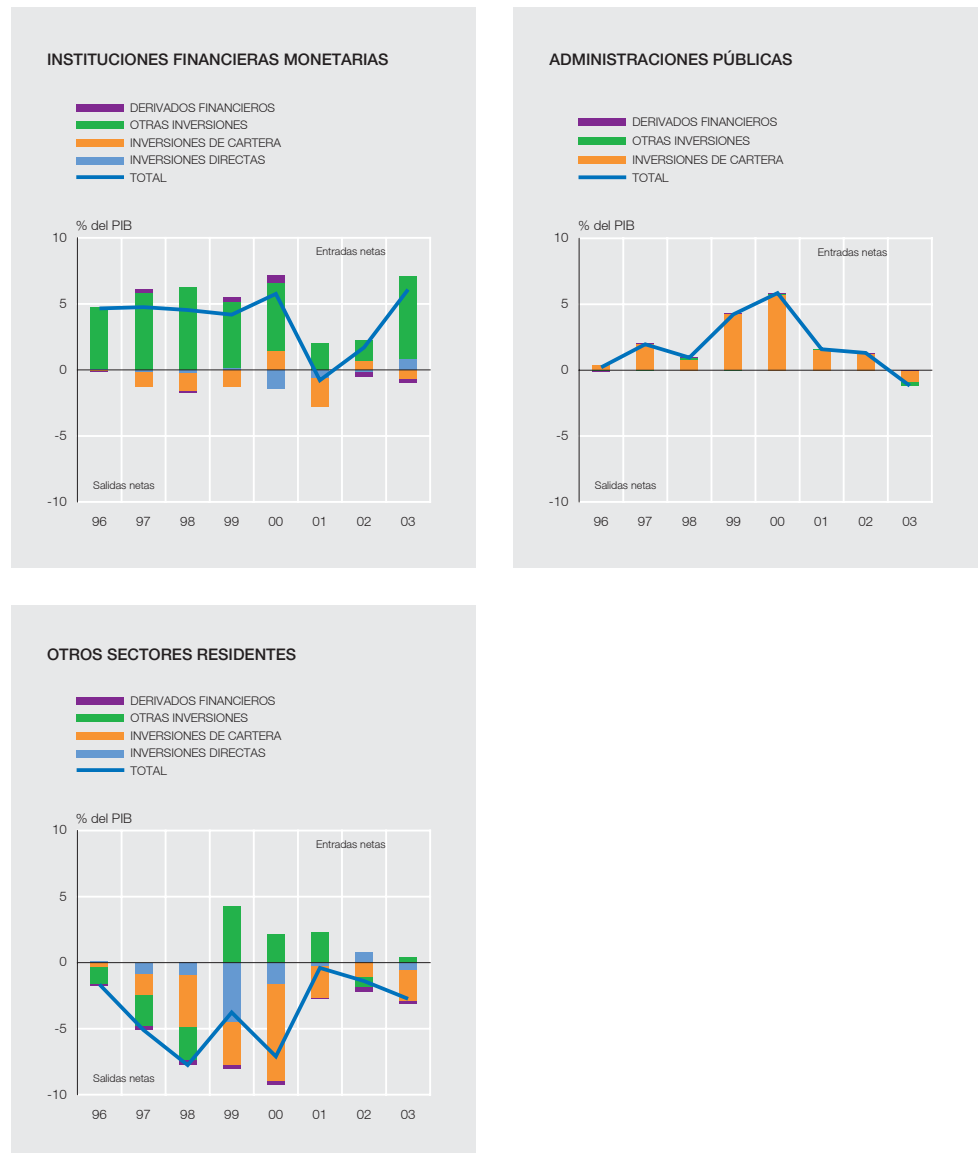 INSTITUCIONES FINANCIERAS MONETARIAS
DERIVADOS FINANCIEROS
OTRAS INVERSIONES
INVERSIONES DE CARTERA
INVERSIONES DIRECTAS
TOTAL
% del PIB
10
Entradas netas
5
0
-5
Salidas netas
-10
96 97 98 99 00 01 02 03
ADMINISTRACIONES PÚBLICAS
DERIVADOS FINANCIEROS
OTRAS INVERSIONES
INVERSIONES DE CARTERA
TOTAL
% del PIB
10
Entradas netas
5
0
-5
Salidas netas
-10
96 97 98 99 00 01 02 03
OTROS SECTORES RESIDENTES
DERIVADOS FINANCIEROS
OTRAS INVERSIONES
INVERSIONES DE CARTERA
INVERSIONES DIRECTAS
TOTAL
% del PIB
10
Entradas netas
5
0
-5
Salidas netas
-10
96 97 98 99 00 01 02 03